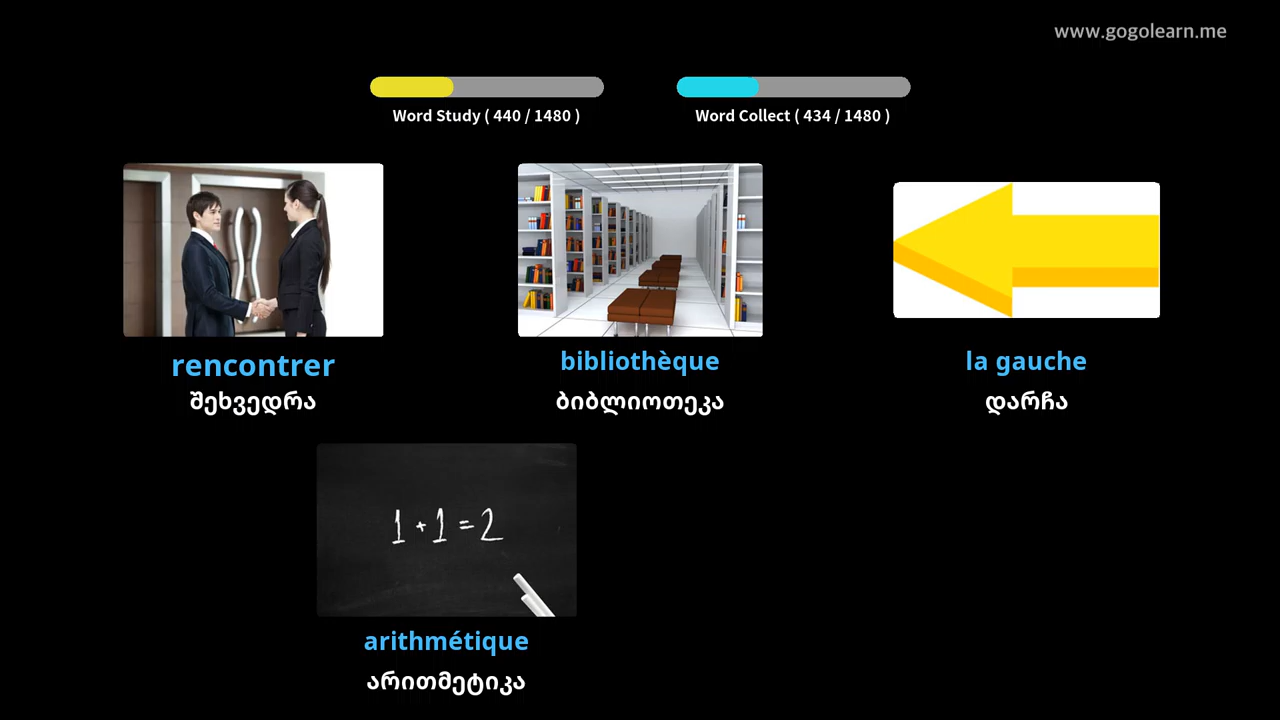 www.gogolearn.me
Word Study ( 440 / 1480 )
Word Collect ( 434 / 1480 )
rencontrer
შეხვედრა
bibliothèque
ბიბლიოთეკა
la gauche
დარჩა
1 + 1 = 2
arithmétique
არითმეტიკა